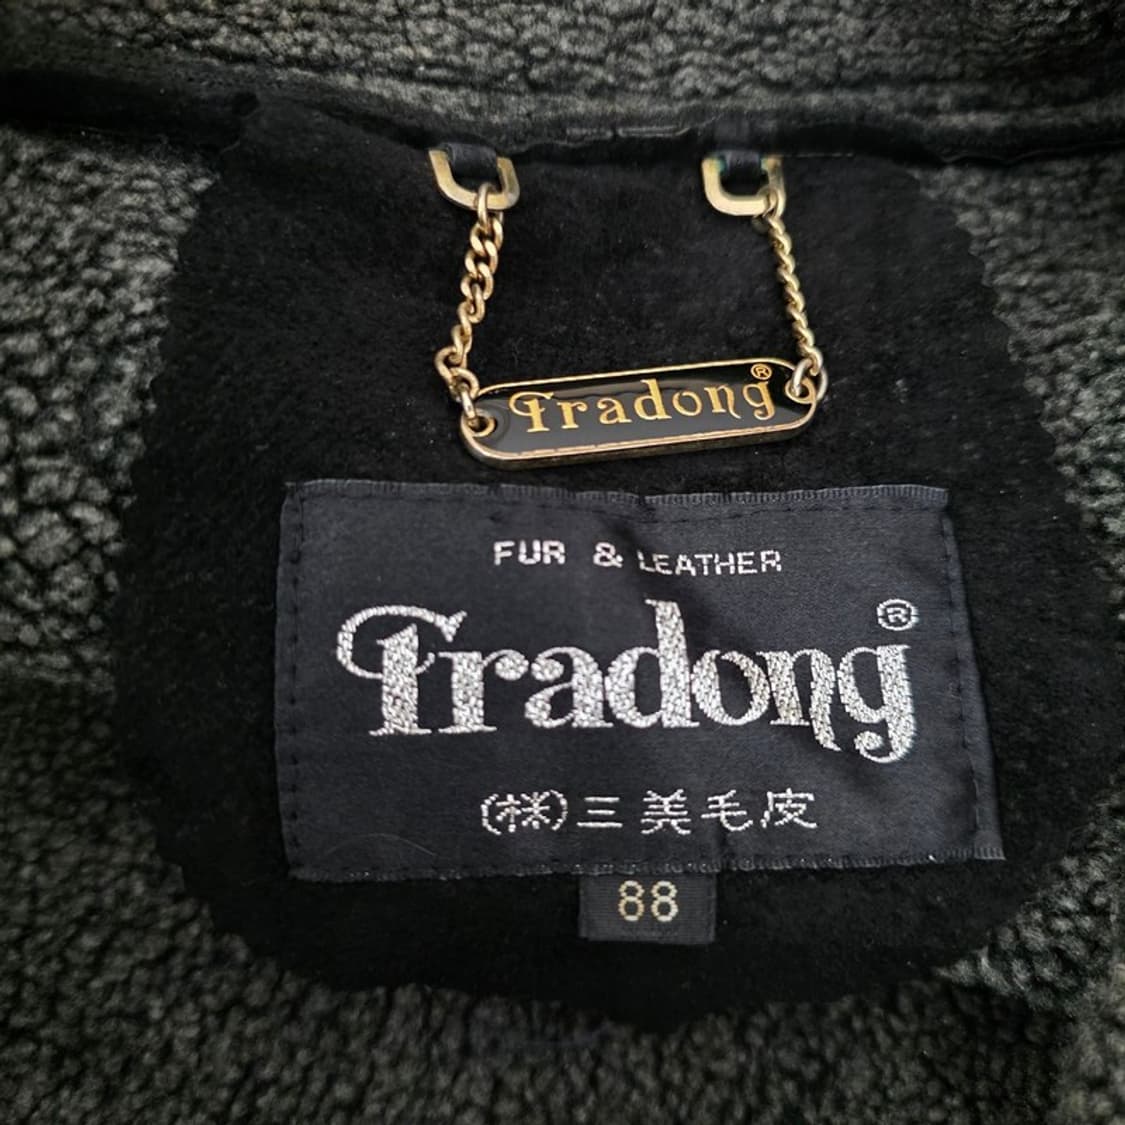 Tradong®
FUR & LEATHER
Tradong®
(株)三美毛皮
88